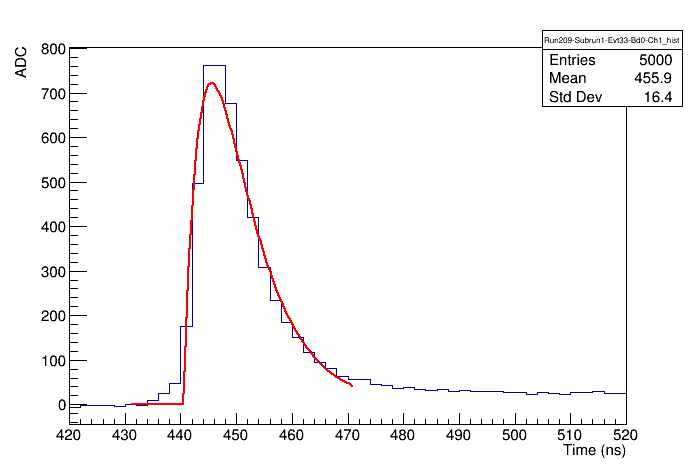 Run209-Subrun1-Evt33-Bd0-Ch1_hist
Entries 5000
Mean 455.9
Std Dev 16.4
ADC
800
700
600
500
400
300
200
100
0
420 430 440 450 460 470 480 490 500 510 520
Time (ns)